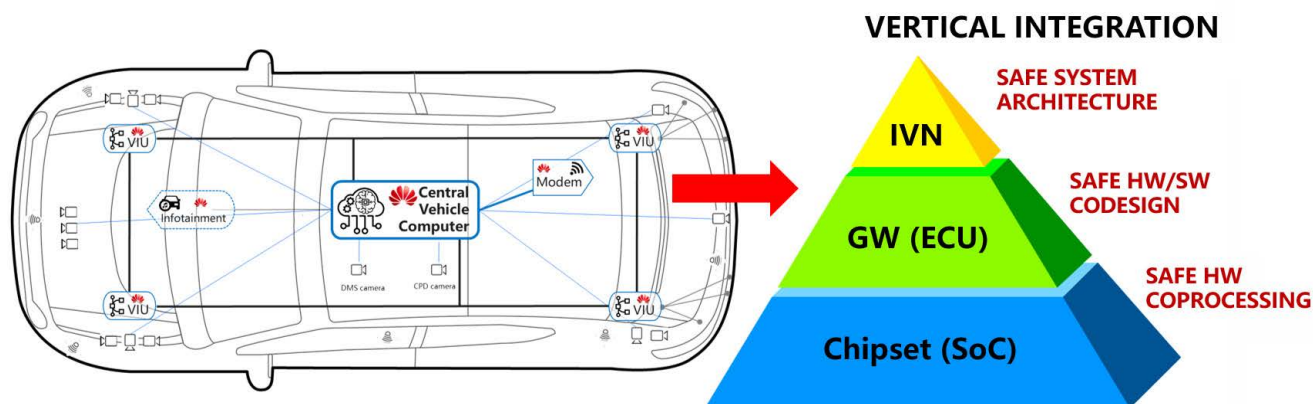 VERTICAL INTEGRATION
SAFE SYSTEM
ARCHITECTURE
IVN
VIU
VIU
Modem
Infotainment
Central
Vehicle
Computer
SAFE HW/SW
CODESIGN
GW (ECU)
DMS camera
CPD camera
SAFE HW
COPROCESSING
VIU
VIU
Chipset (SoC)